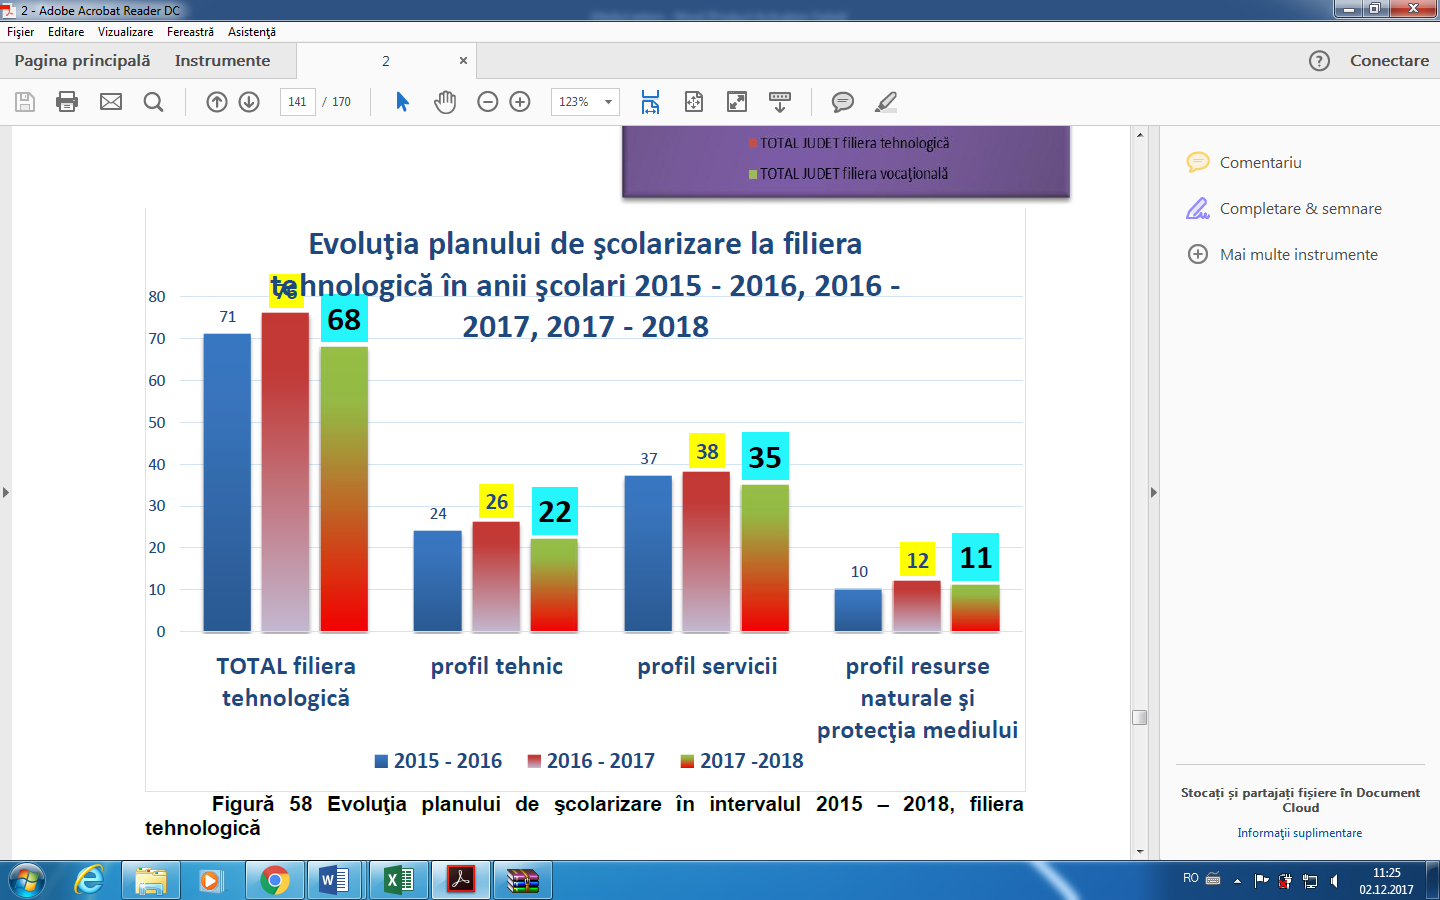 2 - Adobe Acrobat Reader DC
Fişier Editare Vizualizare Fereastră Asistenţă
Pagina principală Instrumente 2 ×
Conectare
141 / 170 123%
TOTAL JUDET filiera tehnologică
TOTAL JUDET filiera vocaţională
Evoluţia planului de şcolarizare la filiera
tehnologică în anii şcolari 2015 - 2016, 2016 -
2017, 2017 - 2018
80
70
60
50
40
30
20
10
0
71 76 68
24 26 22
37 38 35
10 12 11
TOTAL filiera
tehnologică
profil tehnic
profil servicii
profil resurse
naturale şi
protecţia mediului
2015 - 2016 2016 - 2017 2017 -2018
Figură 58 Evoluţia planului de şcolarizare în intervalul 2015 – 2018, filiera
tehnologică
Comentariu
Completare & semnare
Mai multe instrumente
Stocați și partajați fișiere în Document
Cloud
Informații suplimentare
RO
11:25
02.12.2017